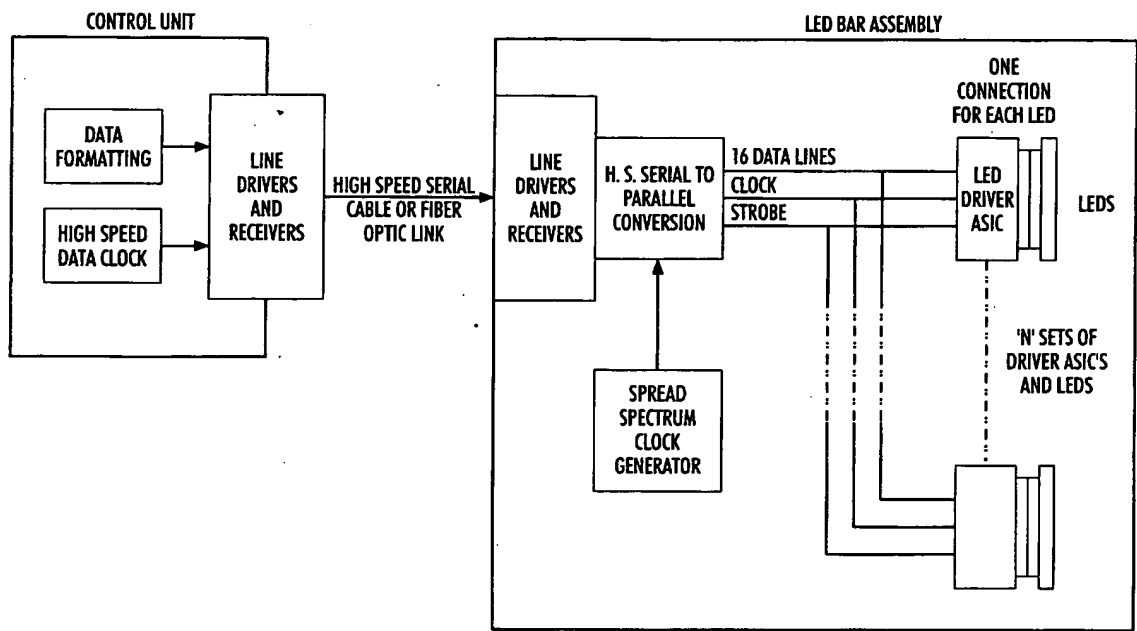 CONTROL UNIT
DATA
FORMATTING
HIGH SPEED
DATA CLOCK
LINE
DRIVERS
AND
RECEIVERS
HIGH SPEED SERIAL
CABLE OR FIBER
OPTIC LINK
LED BAR ASSEMBLY
LINE
DRIVERS
AND
RECEIVERS
H. S. SERIAL TO
PARALLEL
CONVERSION
16 DATA LINES
CLOCK
STROBE
SPREAD
SPECTRUM
CLOCK
GENERATOR
ONE
CONNECTION
FOR EACH LED
LED
DRIVER
ASIC
LEDS
'N' SETS OF
DRIVER ASIC'S
AND LEDS